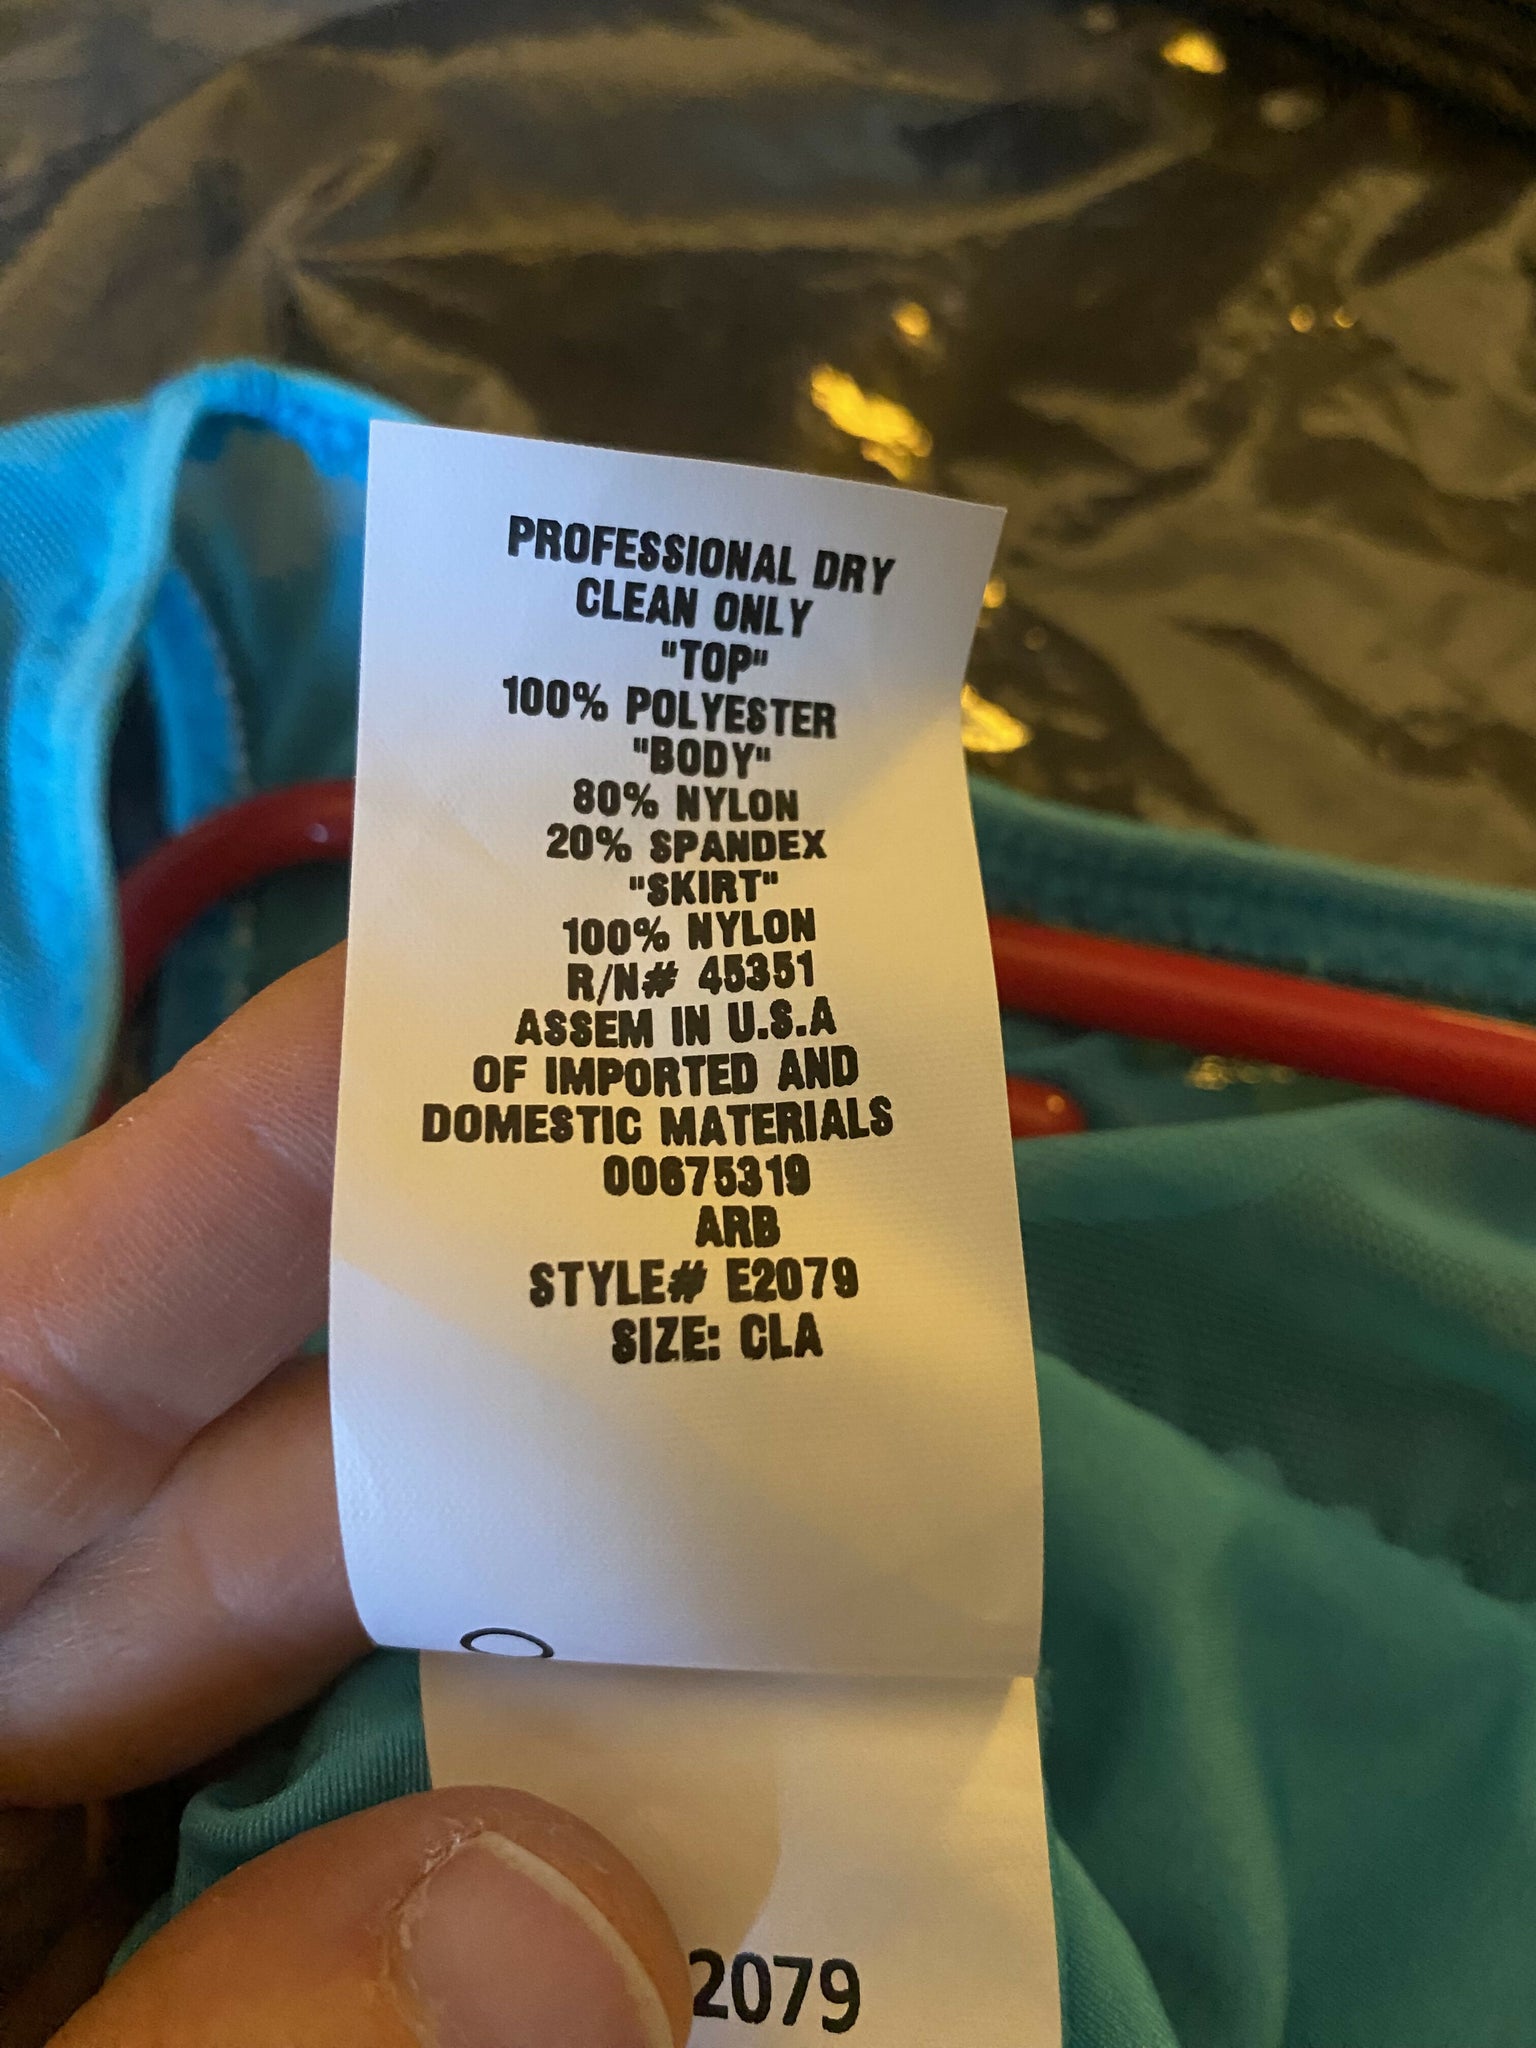 PROFESSIONAL DRY
CLEAN ONLY
"TOP"
100% POLYESTER
"BODY"
80% NYLON
20% SPANDEX
"SKIRT"
100% NYLON
R/N# 45351
ASSEM IN U.S.A
OF IMPORTED AND
DOMESTIC MATERIALS
00675319
ARB
STYLE# E2079
SIZE: CLA
2079